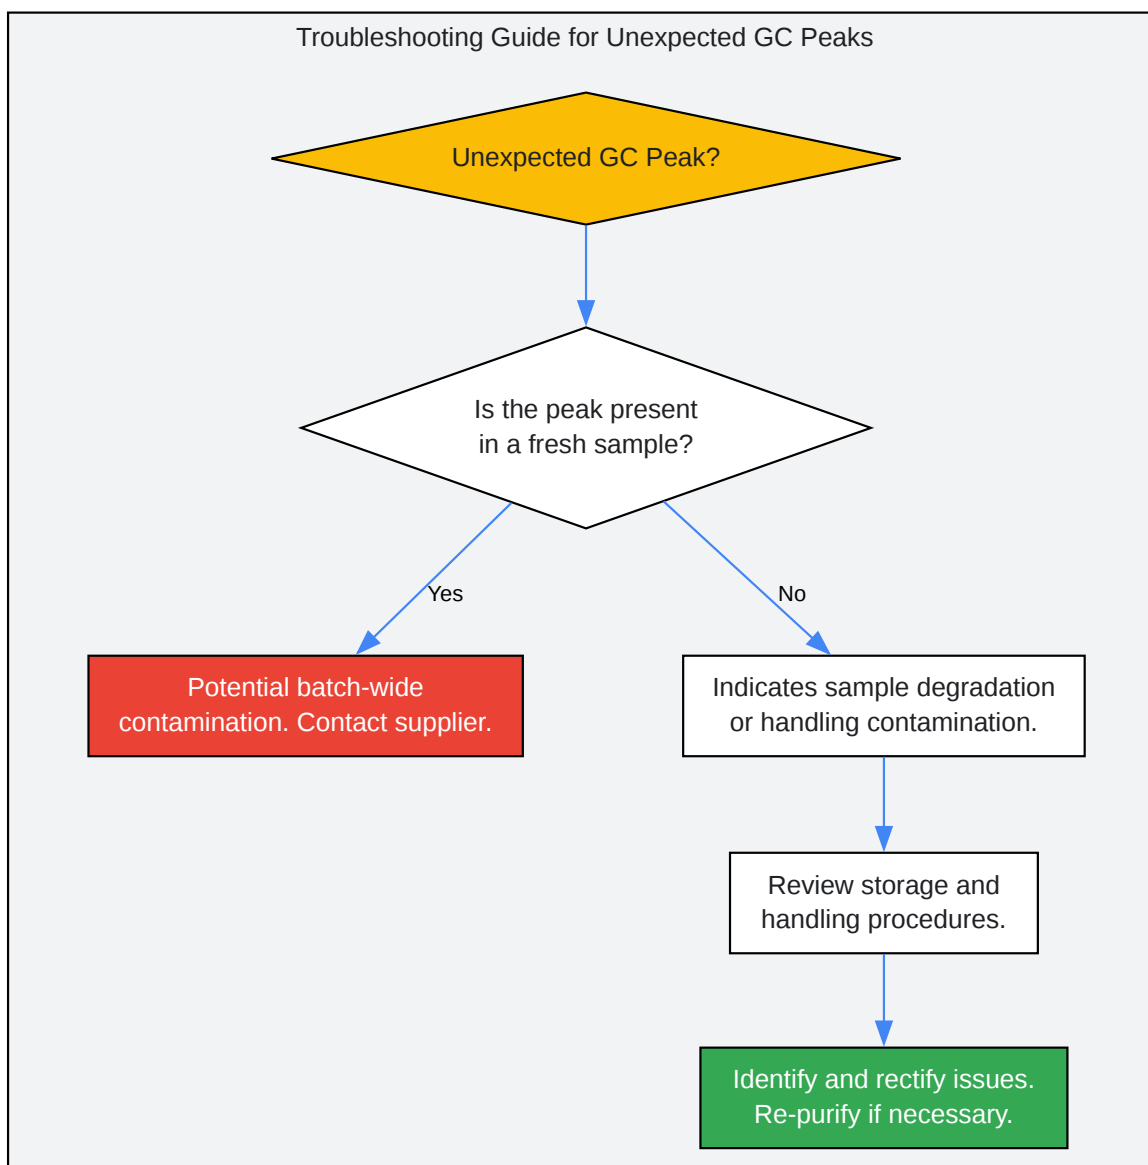 Troubleshooting Guide for Unexpected GC Peaks
Unexpected GC Peak?
Is the peak present
in a fresh sample?
Yes
No
Potential batch-wide
contamination. Contact supplier.
Indicates sample degradation
or handling contamination.
Review storage and
handling procedures.
Identify and rectify issues.
Re-purify if necessary.